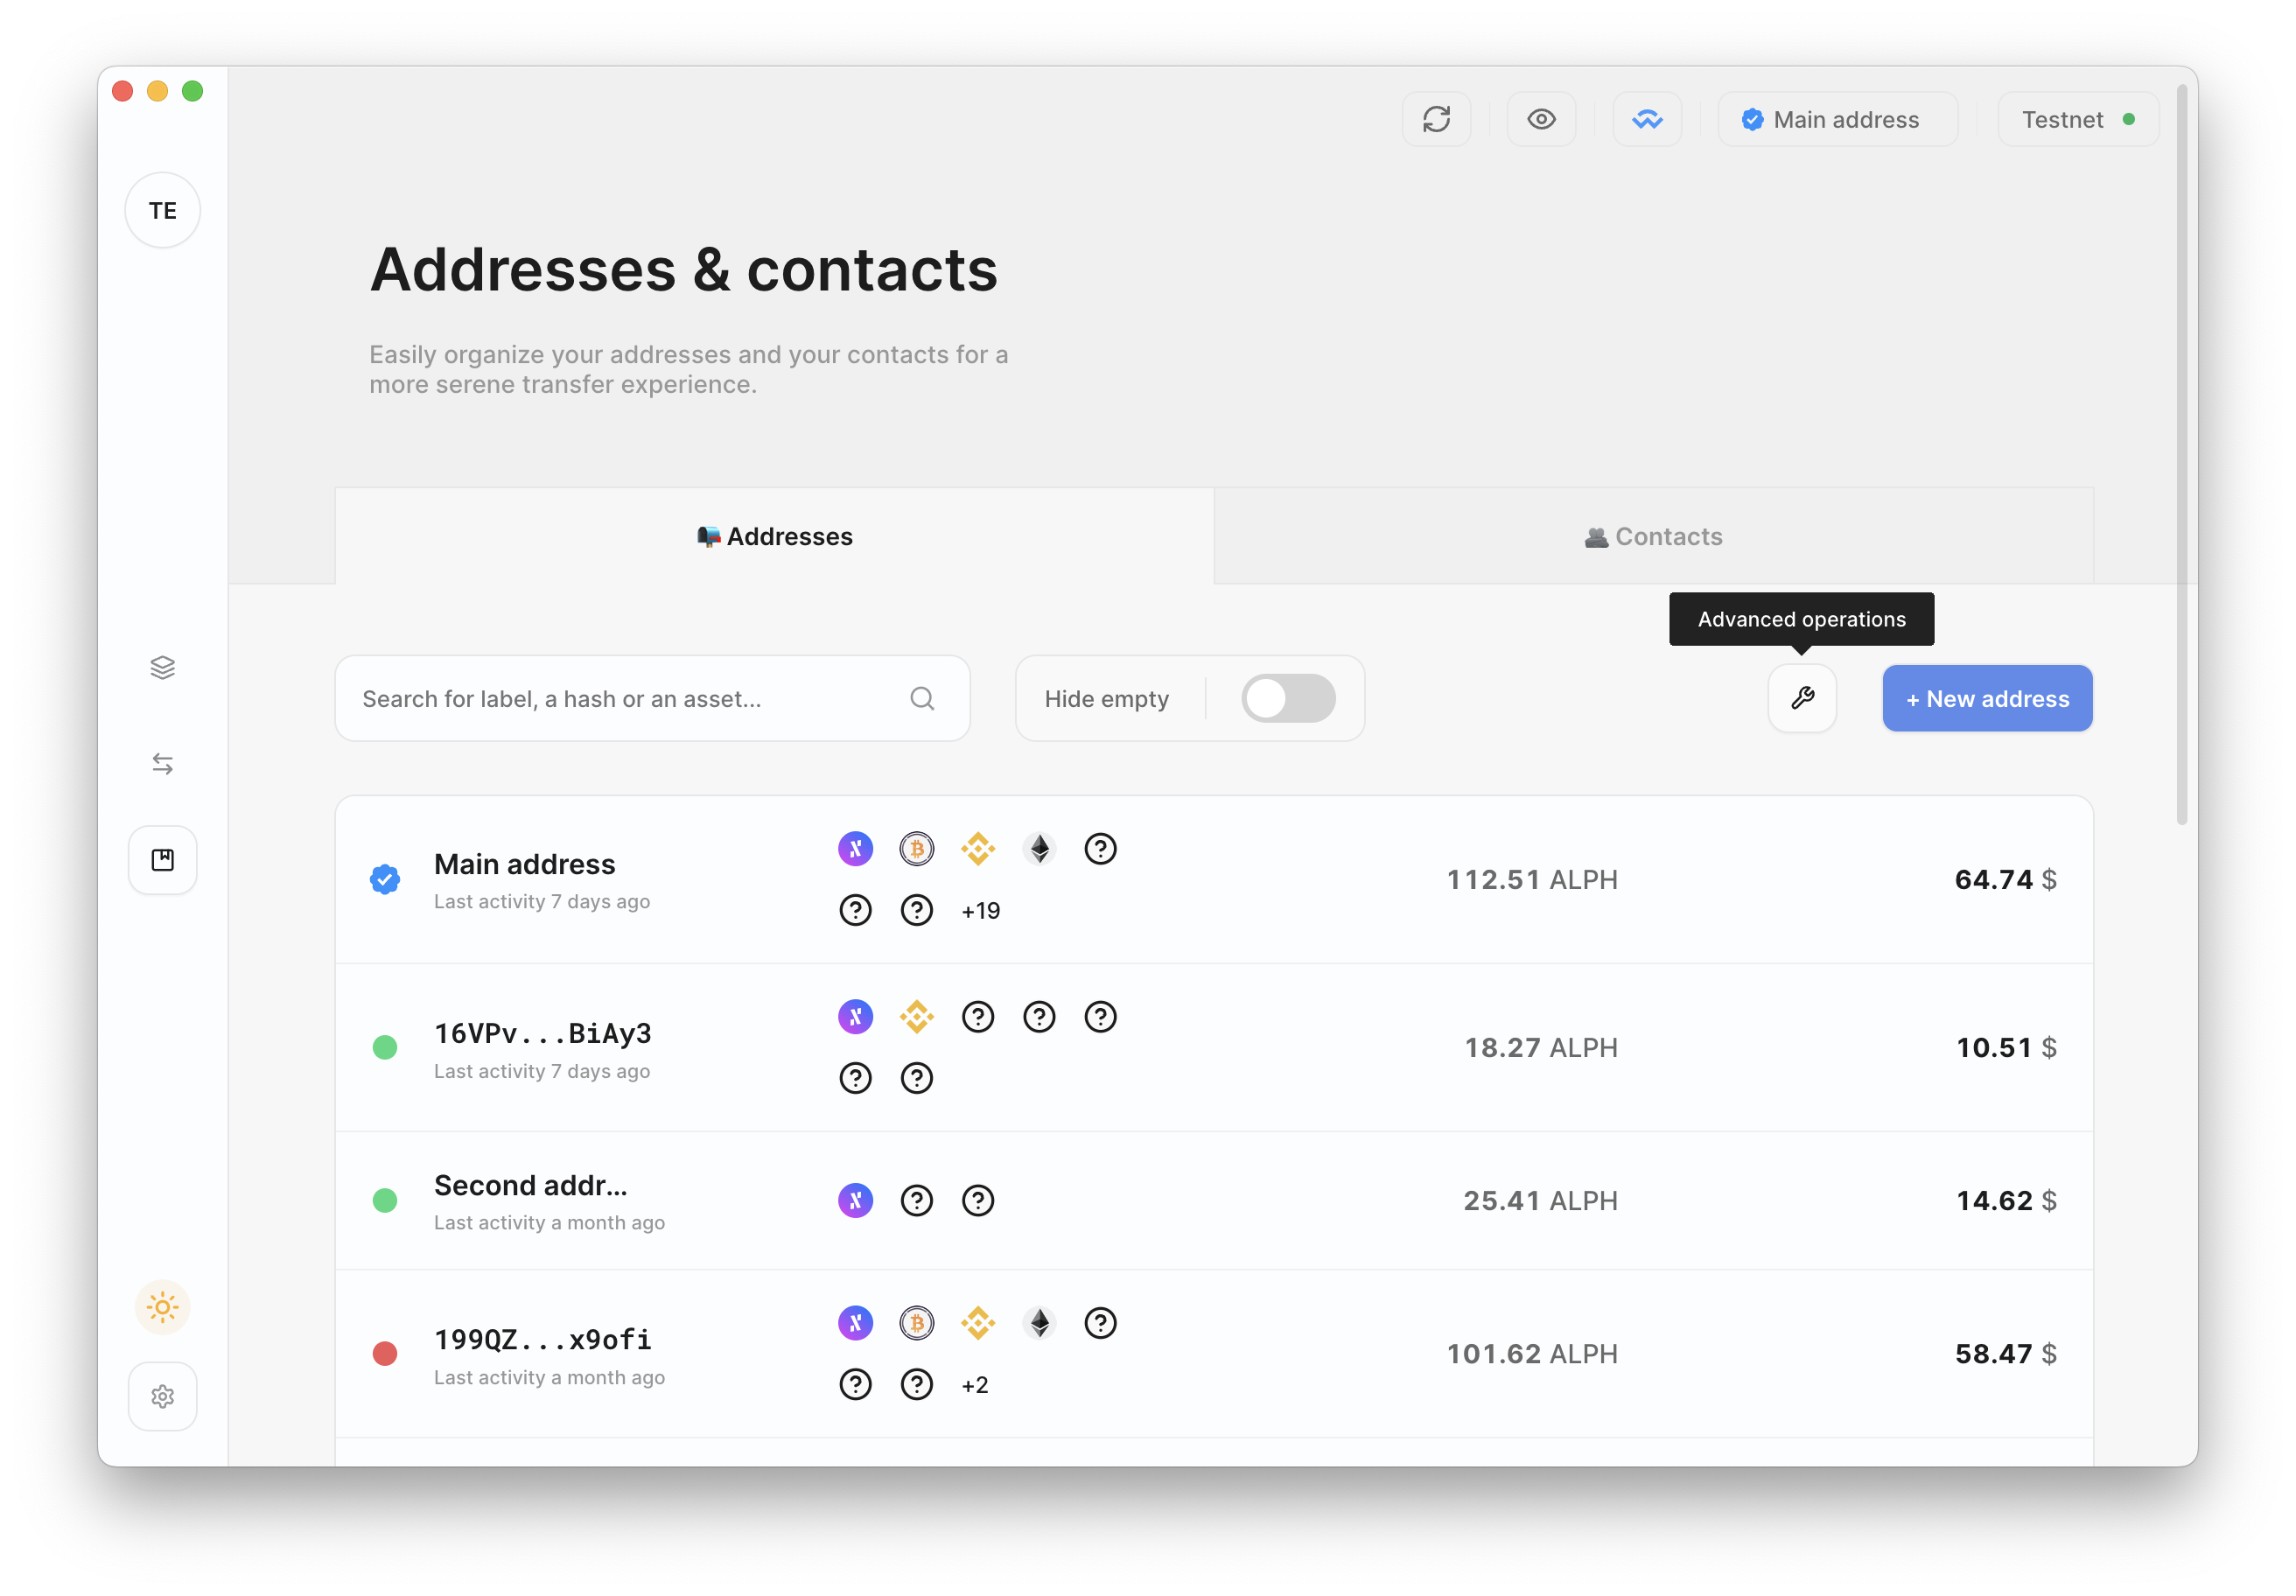 Main address
Testnet
TE
Addresses & contacts
Easily organize your addresses and your contacts for a
more serene transfer experience.
Addresses
Contacts
Advanced operations
Search for label, a hash or an asset...
Hide empty
+ New address
Main address
Last activity 7 days ago
+19
112.51 ALPH
64.74 $
16VPv...BiAy3
Last activity 7 days ago
18.27 ALPH
10.51 $
Second addr...
Last activity a month ago
25.41 ALPH
14.62 $
199QZ...x9ofi
Last activity a month ago
+2
101.62 ALPH
58.47 $